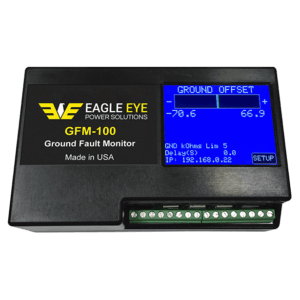 EAGLE EYE
POWER SOLUTIONS
GFM-100
Ground Fault Monitor
Made in USA
GROUND OFFSET
- +
-70.6 66.9
GND kOhms Lim 5
Delay(S) 0.0
IP: 192.168.0.22
SETUP